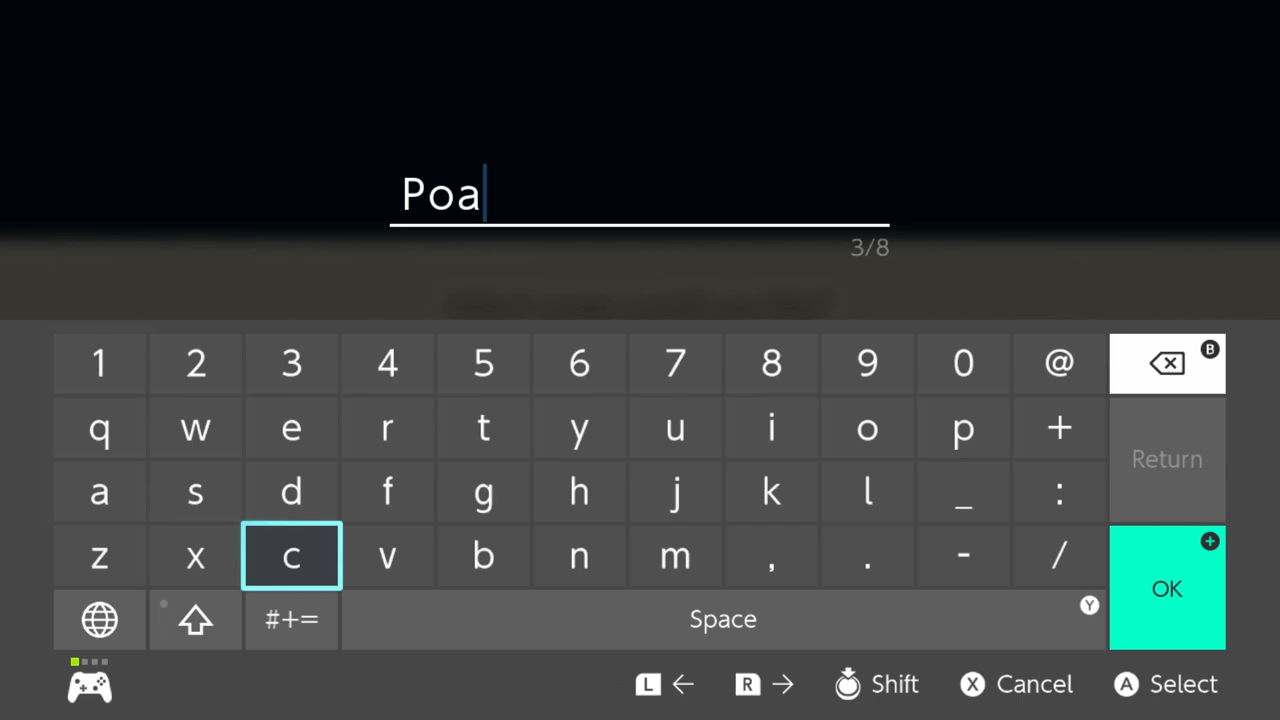 Poa
3/8
1 2 3 4 5 6 7 8 9 0 @ B
q w e r t y u i o p + Return
a s d f g h j k l _ :
z x c v b n m , . - / + OK
#+= Space Y
L ← R → Shift X Cancel A Select